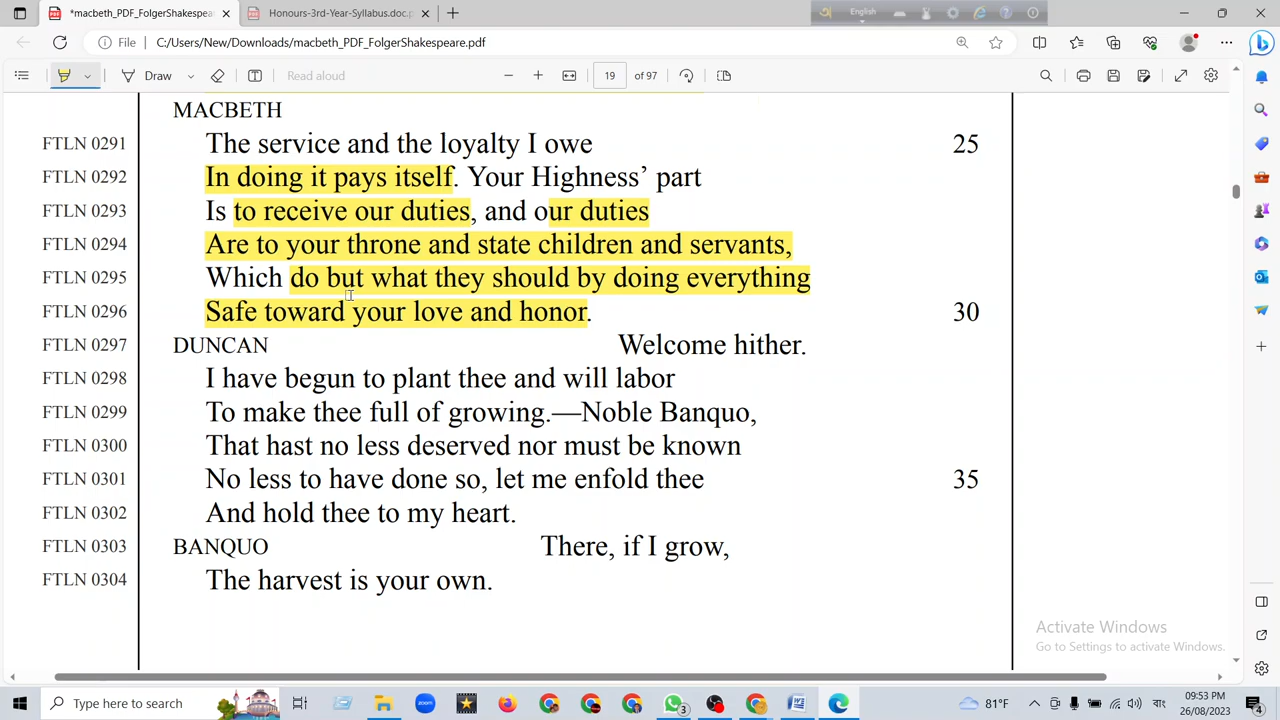 *macbeth_PDF_FolgerShakespea
Honours-3rd-Year-Syllabus.doc.p
English
File
C:/Users/New/Downloads/macbeth_PDF_FolgerShakespeare.pdf
Draw
Read aloud
19
of 97
MACBETH
FTLN 0291 The service and the loyalty I owe 25
FTLN 0292 In doing it pays itself. Your Highness’ part
FTLN 0293 Is to receive our duties, and our duties
FTLN 0294 Are to your throne and state children and servants,
FTLN 0295 Which do but what they should by doing everything
FTLN 0296 Safe toward your love and honor. 30
FTLN 0297 DUNCAN Welcome hither.
FTLN 0298 I have begun to plant thee and will labor
FTLN 0299 To make thee full of growing.—Noble Banquo,
FTLN 0300 That hast no less deserved nor must be known
FTLN 0301 No less to have done so, let me enfold thee 35
FTLN 0302 And hold thee to my heart.
FTLN 0303 BANQUO There, if I grow,
FTLN 0304 The harvest is your own.
Activate Windows
Go to Settings to activate Windows.
Type here to search
zoom
3
81°F
বাং
09:53 PM
26/08/2023
4